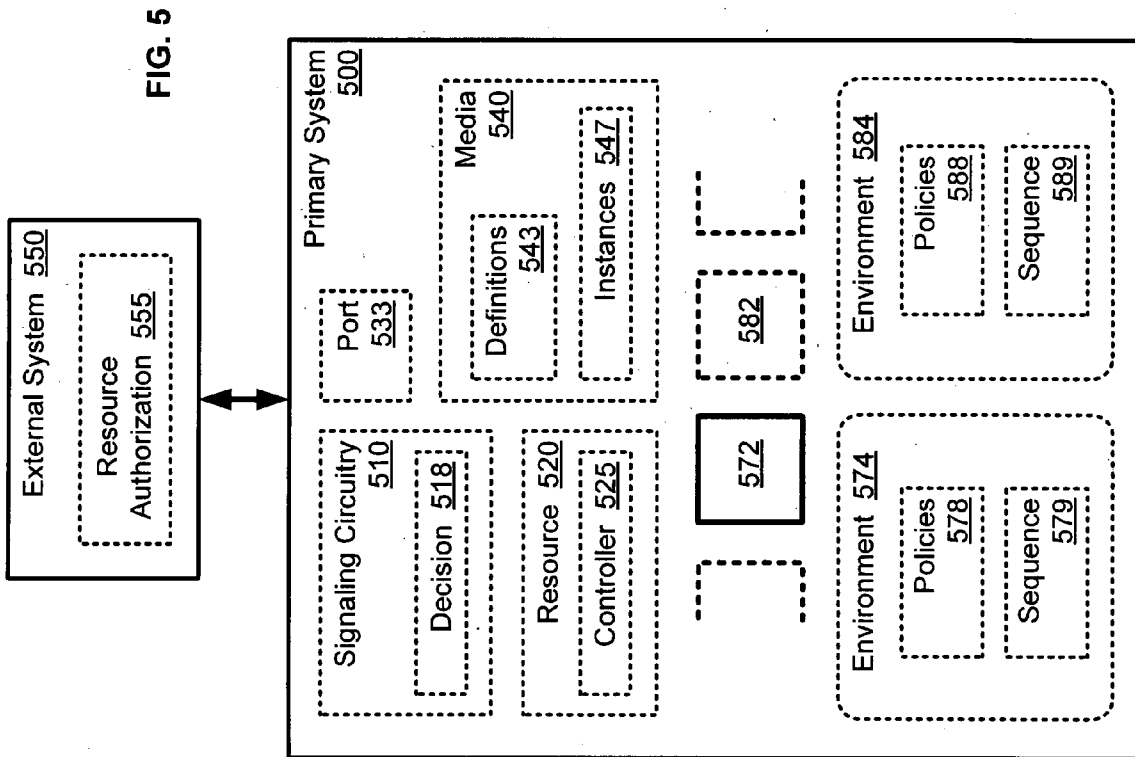 FIG. 5
External System 550
Resource
Authorization 555
Primary System
500
Signaling Circuitry
510
Decision 518
Port
533
Resource 520
Controller 525
Media
540
Definitions
543
Instances 547
572
582
Environment 574
Policies
578
Sequence
579
Environment 584
Policies
588
Sequence
589